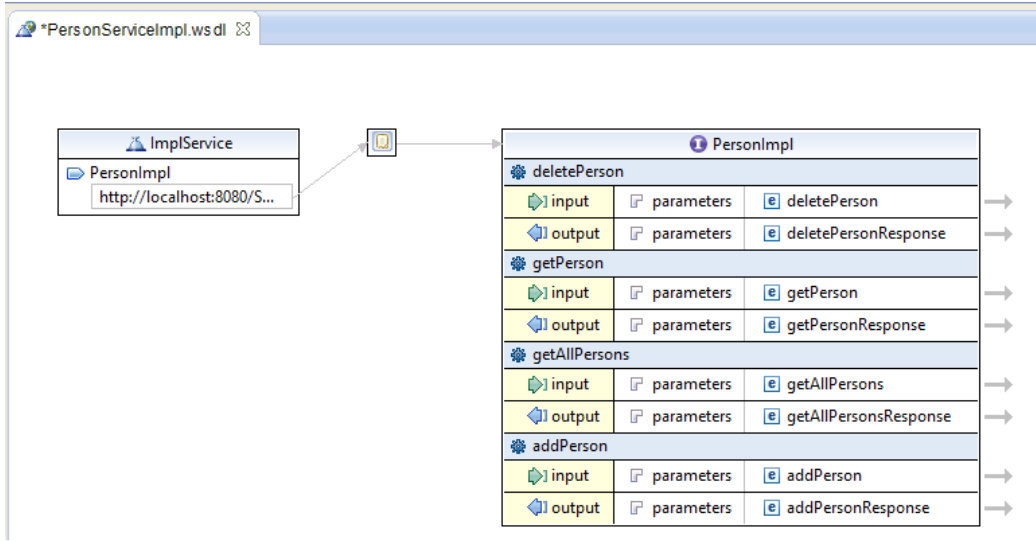 *PersonServiceImpl.wsdl
ImplService
PersonImpl
http://localhost:8080/S...
PersonImpl
deletePerson
input parameters e deletePerson
output parameters e deletePersonResponse
getPerson
input parameters e getPerson
output parameters e getPersonResponse
getAllPersons
input parameters e getAllPersons
output parameters e getAllPersonsResponse
addPerson
input parameters e addPerson
output parameters e addPersonResponse